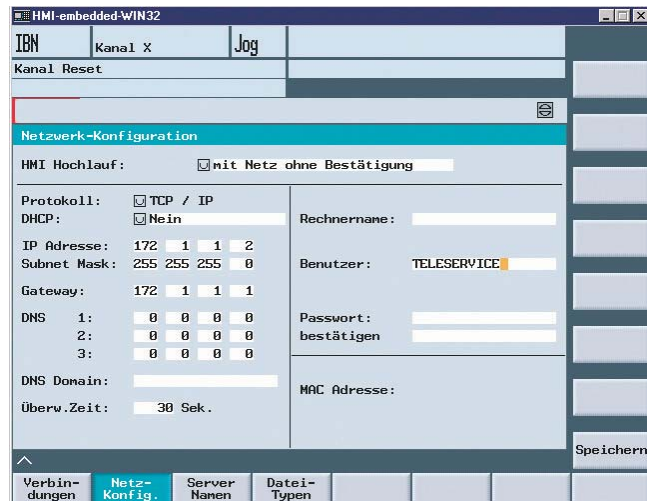 HMI-embedded-WIN32
IBN Kanal X Jog
Kanal Reset
Netzwerk-Konfiguration
HMI Hochlauf: mit Netz ohne Bestätigung
Protokoll: TCP / IP
DHCP: Nein
IP Adresse: 172 1 1 2
Subnet Mask: 255 255 255 0
Gateway: 172 1 1 1
DNS 1: 0 0 0 0
2: 0 0 0 0
3: 0 0 0 0
DNS Domain:
Überw.Zeit: 30 Sek.
Rechnername:
Benutzer: TELESERVICE
Passwort:
bestätigen
MAC Adresse:
Speichern
Verbin-dungen Netz-Konfig. Server Namen Datei-Typen